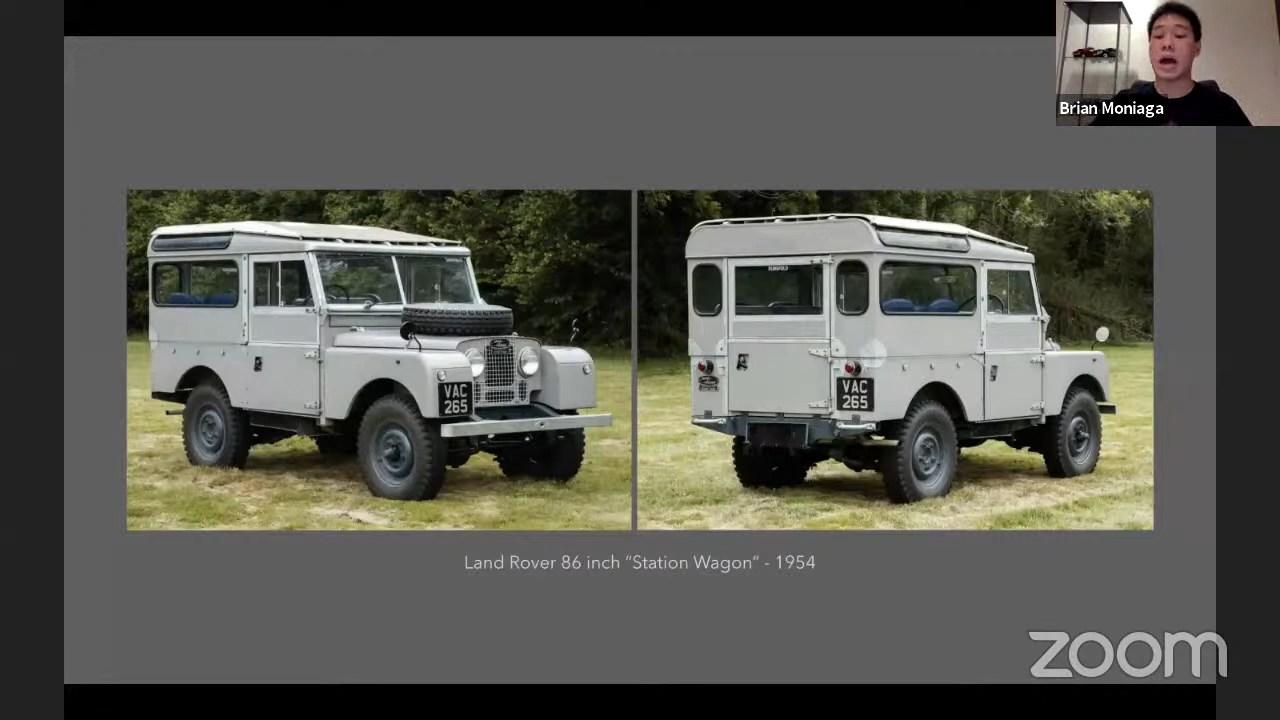 Brian Moniaga
VAC
265
VAC
265
Land Rover 86 inch “Station Wagon” - 1954
zoom